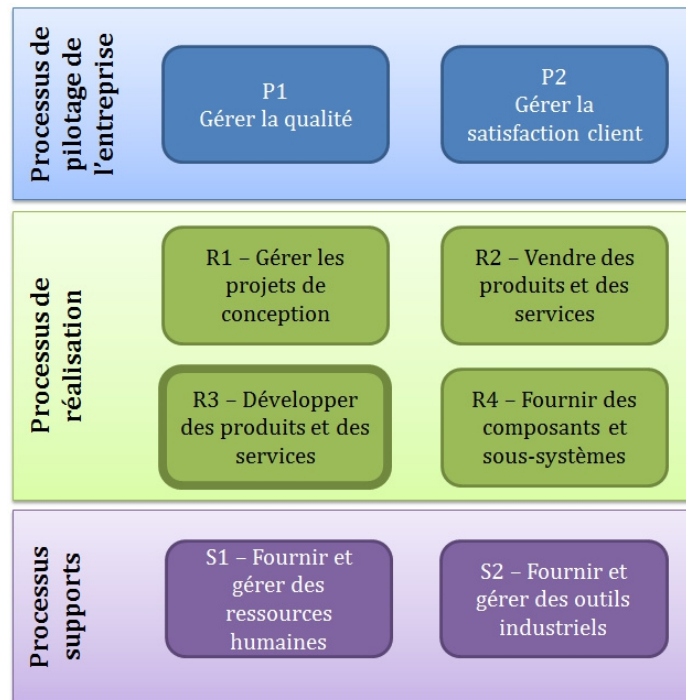 Processus de
pilotage de
l'entreprise
P1
Gérer la qualité
P2
Gérer la
satisfaction client
Processus de
réalisation
R1 – Gérer les
projets de
conception
R2 – Vendre des
produits et des
services
R3 – Développer
des produits et des
services
R4 – Fournir des
composants et
sous-systèmes
Processus
supports
S1 – Fournir et
gérer des
ressources
humaines
S2 – Fournir et
gérer des outils
industriels